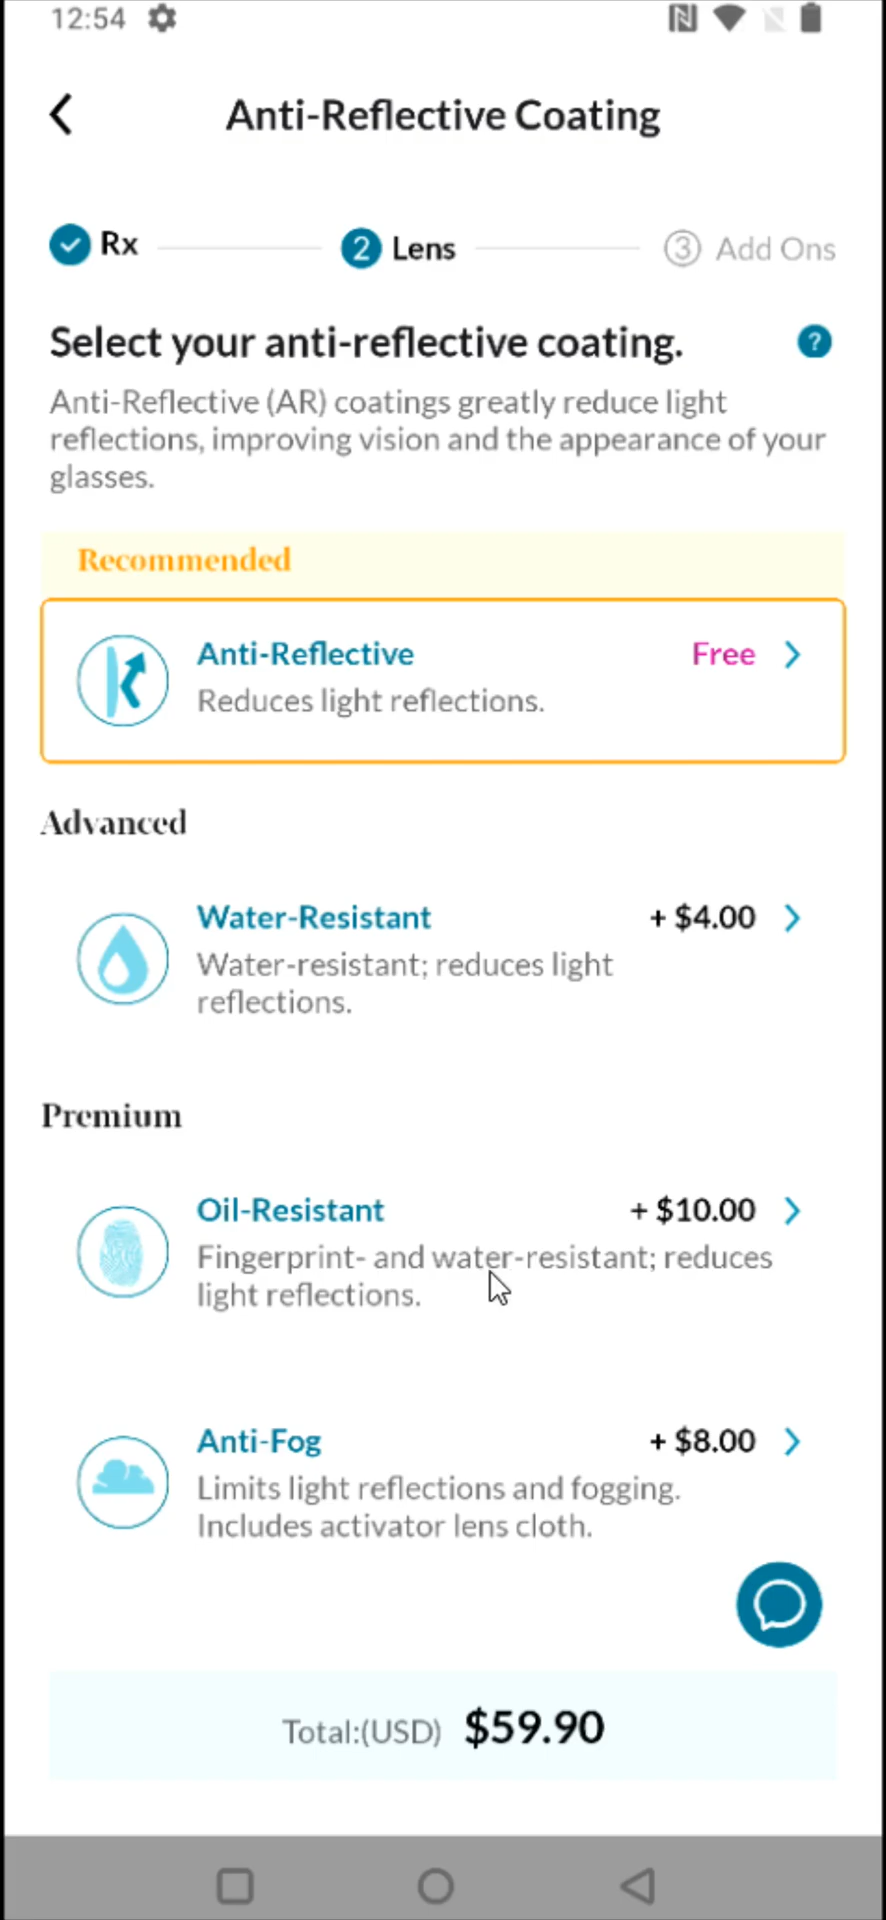 12:54
Anti-Reflective Coating
Rx
2 Lens
3 Add Ons
Select your anti-reflective coating.
?
Anti-Reflective (AR) coatings greatly reduce light
reflections, improving vision and the appearance of your
glasses.
Recommended
Anti-Reflective
Free
Reduces light reflections.
Advanced
Water-Resistant
+ $4.00
Water-resistant; reduces light
reflections.
Premium
Oil-Resistant
+ $10.00
Fingerprint- and water-resistant; reduces
light reflections.
Anti-Fog
+ $8.00
Limits light reflections and fogging.
Includes activator lens cloth.
Total:(USD) $59.90